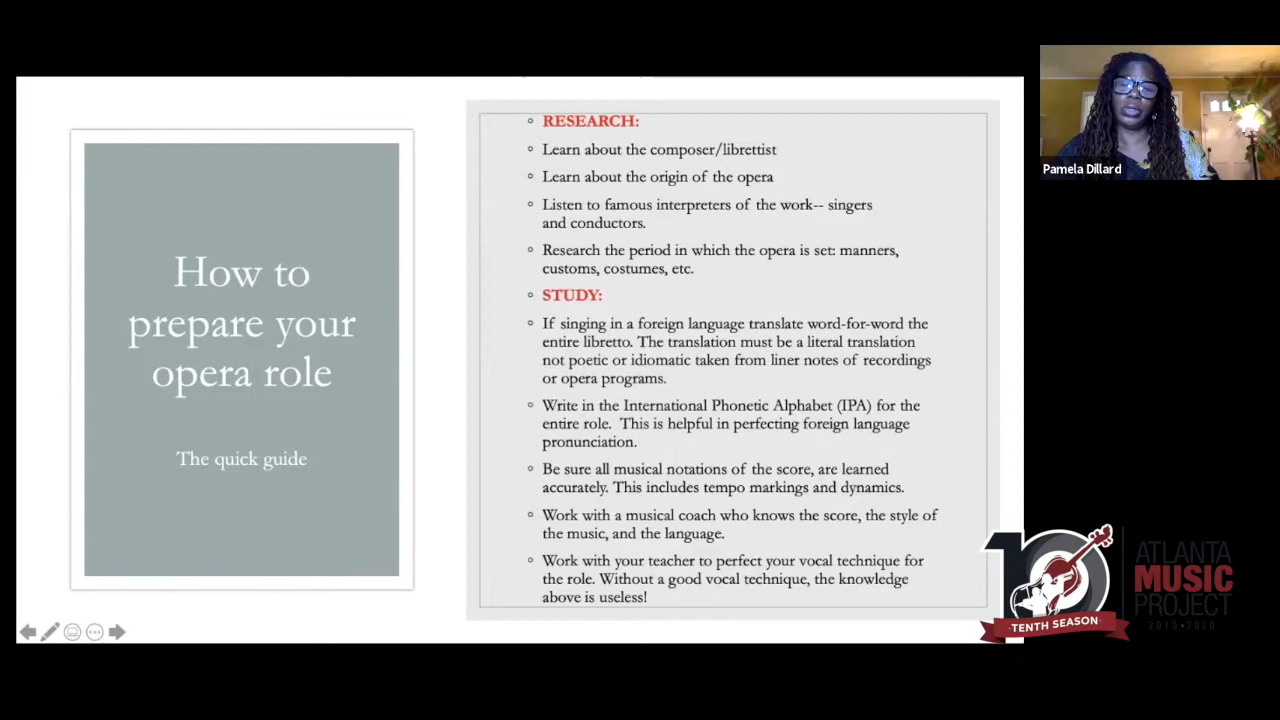 How to
prepare your
opera role
The quick guide
RESEARCH:
Learn about the composer/librettist
Learn about the origin of the opera
Listen to famous interpreters of the work-- singers
and conductors.
Research the period in which the opera is set: manners,
customs, costumes, etc.
STUDY:
If singing in a foreign language translate word-for-word the
entire libretto. The translation must be a literal translation
not poetic or idiomatic taken from liner notes of recordings
or opera programs.
Write in the International Phonetic Alphabet (IPA) for the
entire role. This is helpful in perfecting foreign language
pronunciation.
Be sure all musical notations of the score, are learned
accurately. This includes tempo markings and dynamics.
Work with a musical coach who knows the score, the style of
the music, and the language.
Work with your teacher to perfect your vocal technique for
the role. Without a good vocal technique, the knowledge
above is useless!
Pamela Dillard
10
TENTH SEASON
ATLANTA
MUSIC
PROJECT
2010•2020